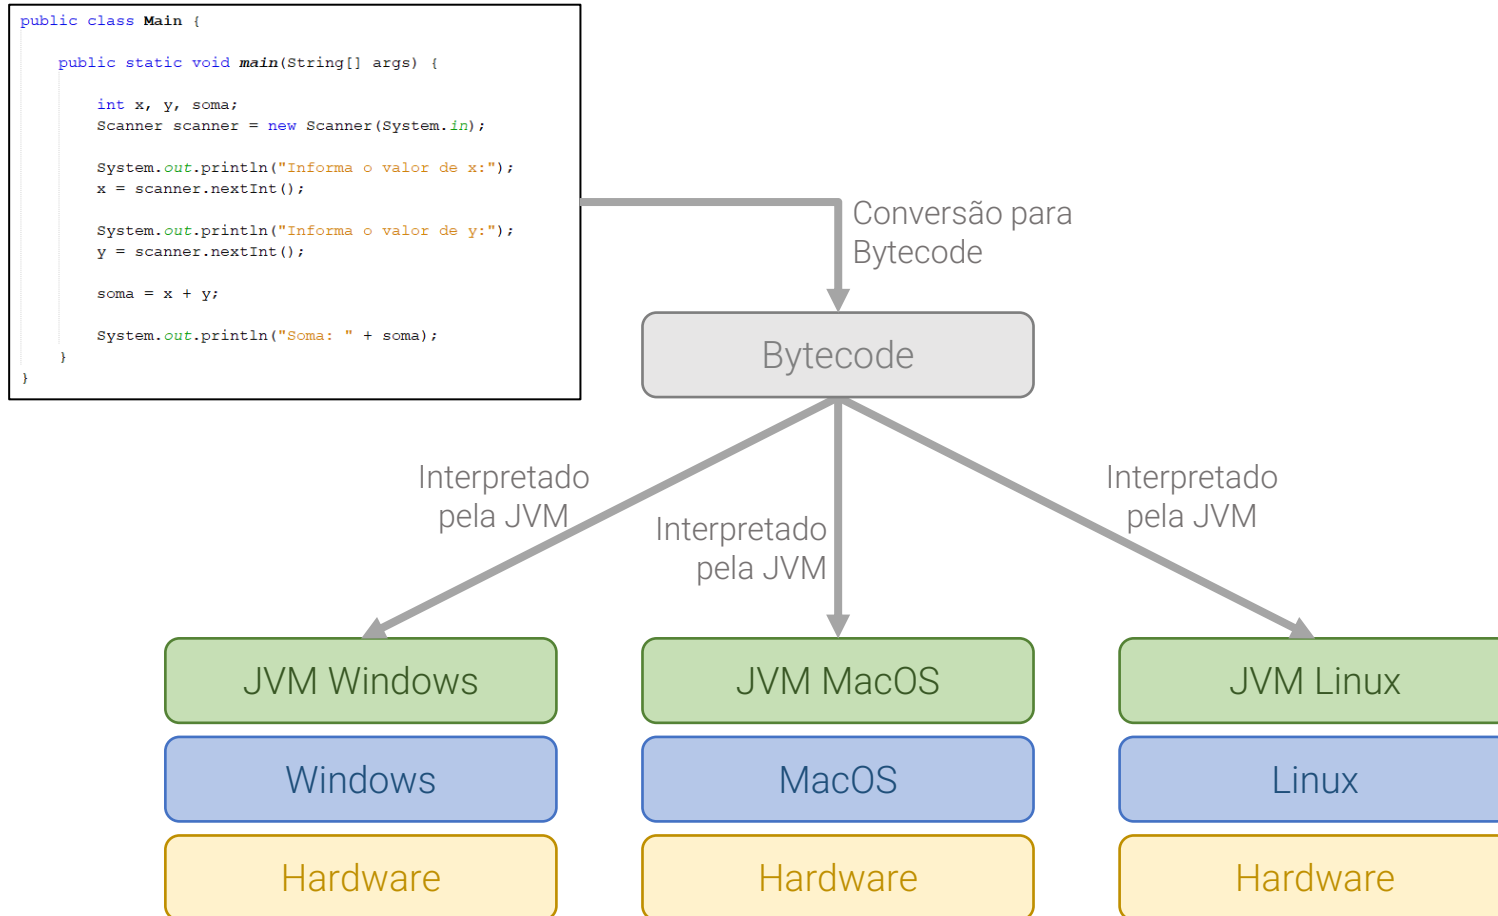 public class Main {
public static void main(String[] args) {
int x, y, soma;
Scanner scanner = new Scanner(System.in);
System.out.println("Informa o valor de x:");
x = scanner.nextInt();
System.out.println("Informa o valor de y:");
y = scanner.nextInt();
soma = x + y;
System.out.println("Soma: " + soma);
}
}
Conversão para
Bytecode
Bytecode
Interpretado
pela JVM
Interpretado
pela JVM
Interpretado
pela JVM
JVM Windows
JVM MacOS
JVM Linux
Windows
MacOS
Linux
Hardware
Hardware
Hardware